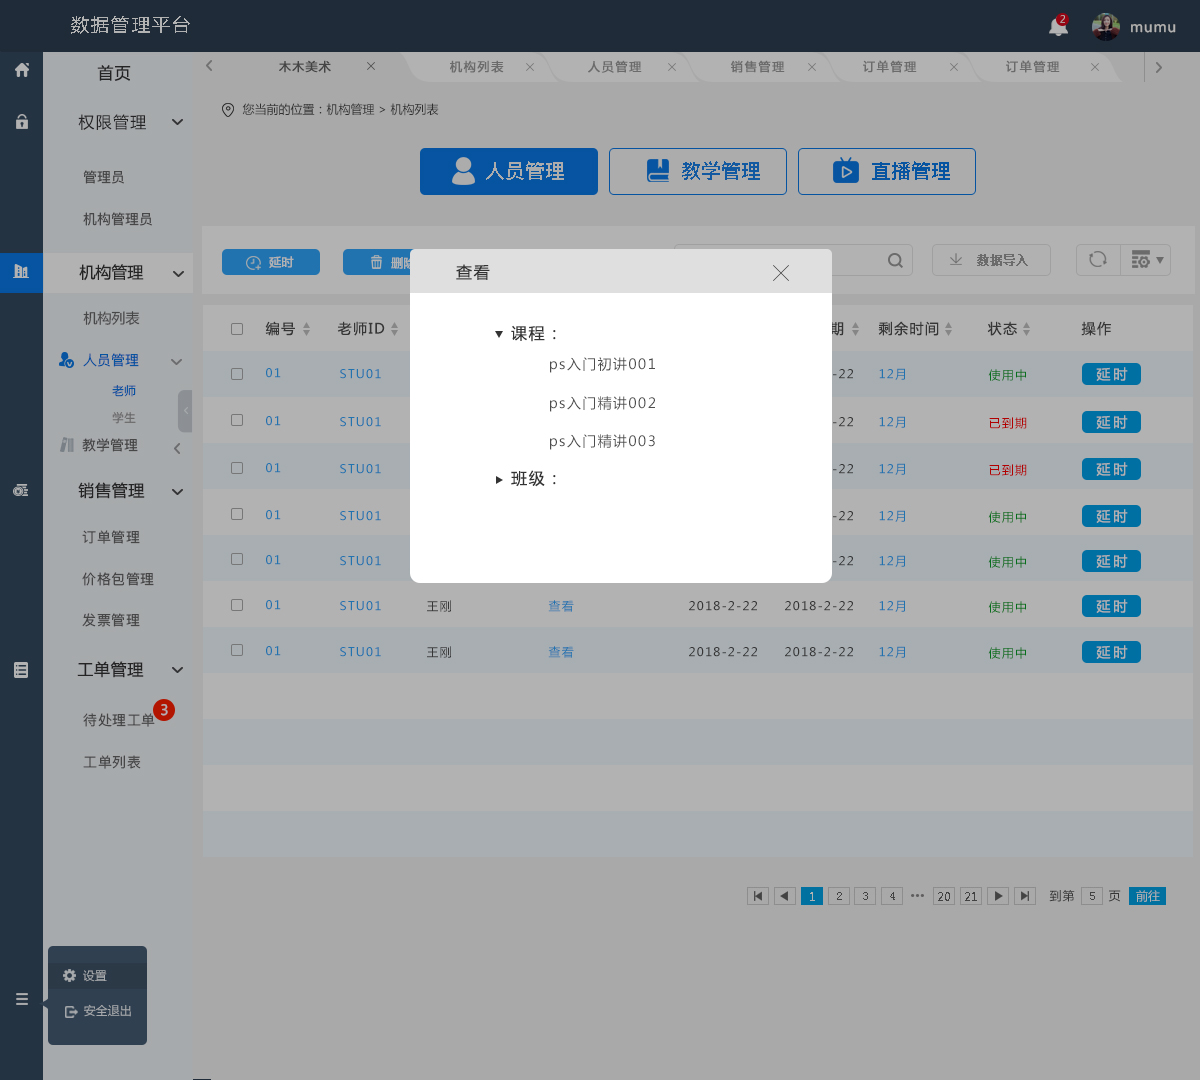 数据管理平台
2
mumu
首页
权限管理
管理员
机构管理员
机构管理
机构列表
人员管理
老师
学生
教学管理
销售管理
订单管理
价格包管理
发票管理
工单管理
待处理工单 3
工单列表
设置
安全退出
木木美术 机构列表 人员管理 销售管理 订单管理 订单管理
您当前的位置：机构管理 > 机构列表
人员管理 教学管理 直播管理
延时 数据导入
编号 老师ID 期 剩余时间 状态 操作
01 STU01 -22 12月 使用中 延时
01 STU01 -22 12月 已到期 延时
01 STU01 -22 12月 已到期 延时
01 STU01 -22 12月 使用中 延时
01 STU01 -22 12月 使用中 延时
01 STU01 王刚 查看 2018-2-22 2018-2-22 12月 使用中 延时
01 STU01 王刚 查看 2018-2-22 2018-2-22 12月 使用中 延时
查看
课程：
ps入门初讲001
ps入门精讲002
ps入门精讲003
班级：
1 2 3 4 ••• 20 21 到第 5 页 前往